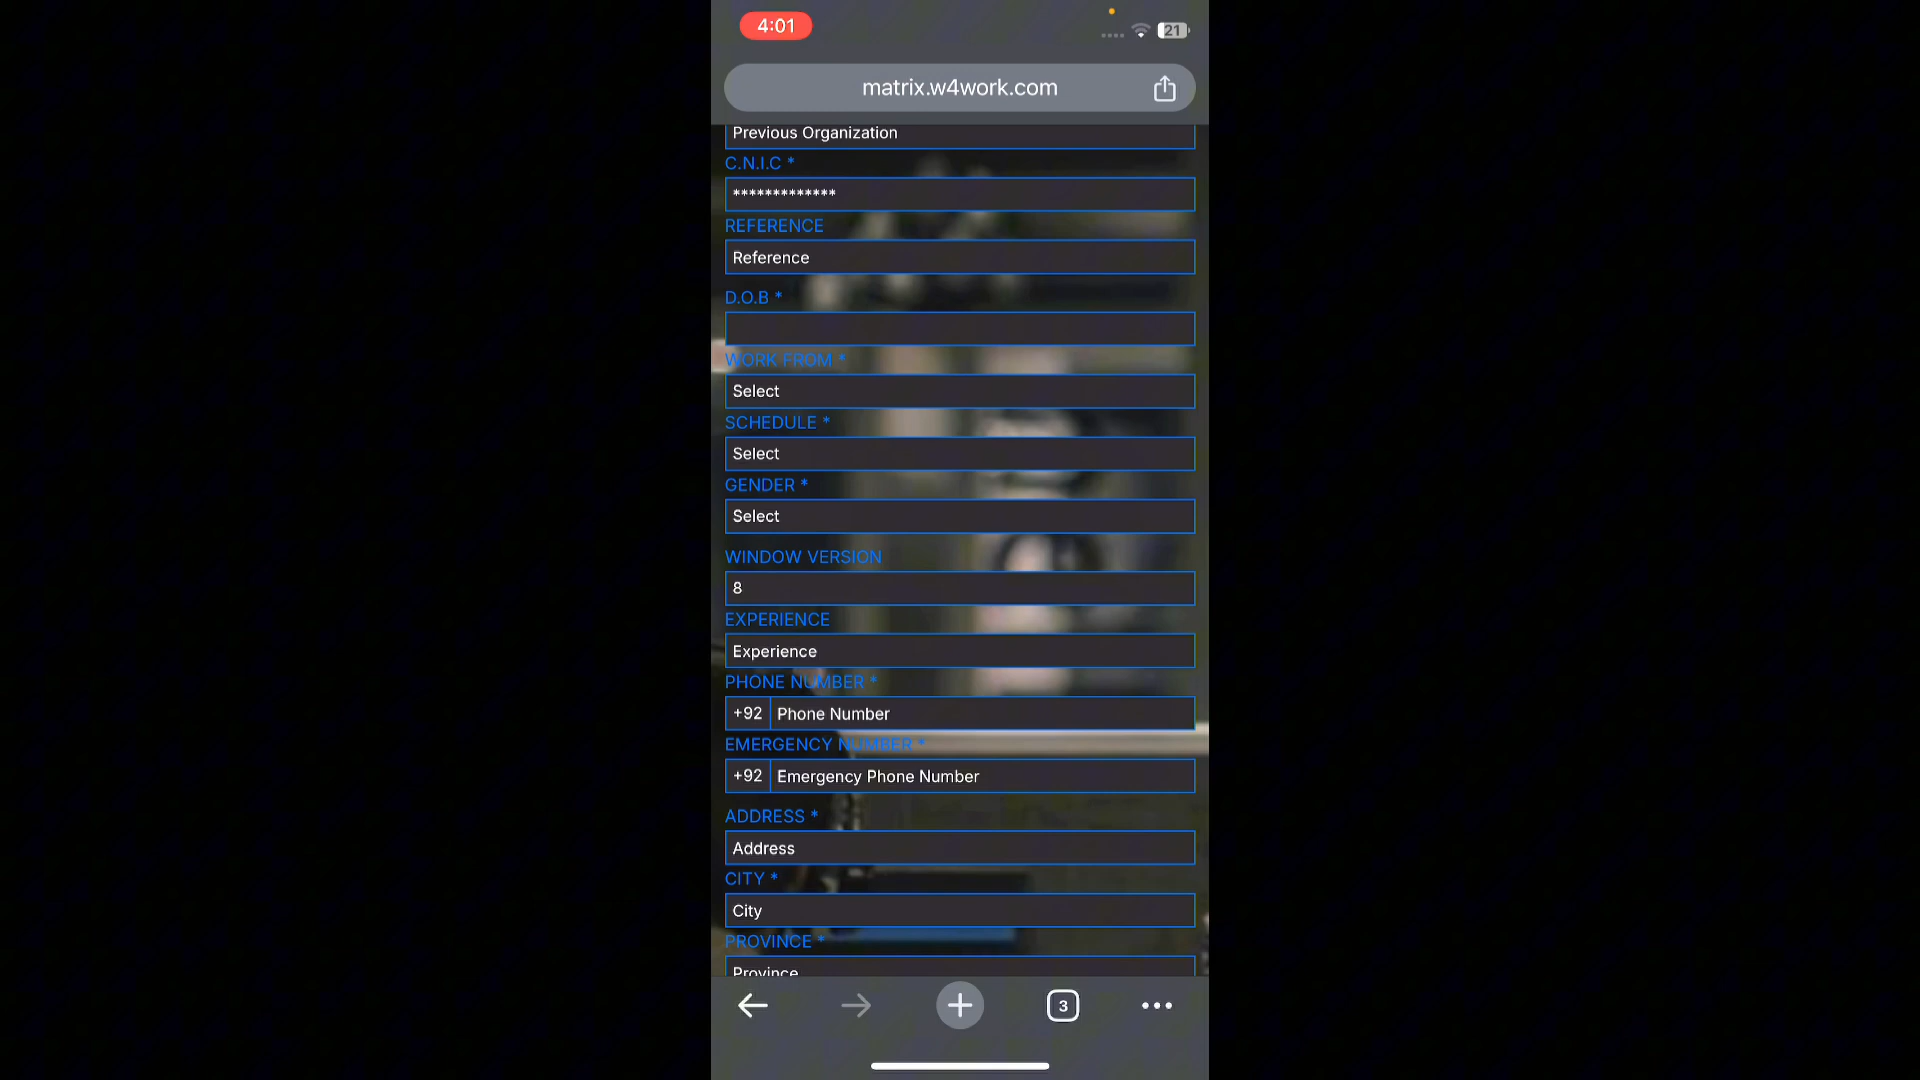 4:01
21
matrix.w4work.com
Previous Organization
C.N.I.C *
*************
REFERENCE
Reference
D.O.B *
WORK FROM *
Select
SCHEDULE *
Select
GENDER *
Select
WINDOW VERSION
8
EXPERIENCE
Experience
PHONE NUMBER *
+92 Phone Number
EMERGENCY NUMBER *
+92 Emergency Phone Number
ADDRESS *
Address
CITY *
City
PROVINCE *
Province
3